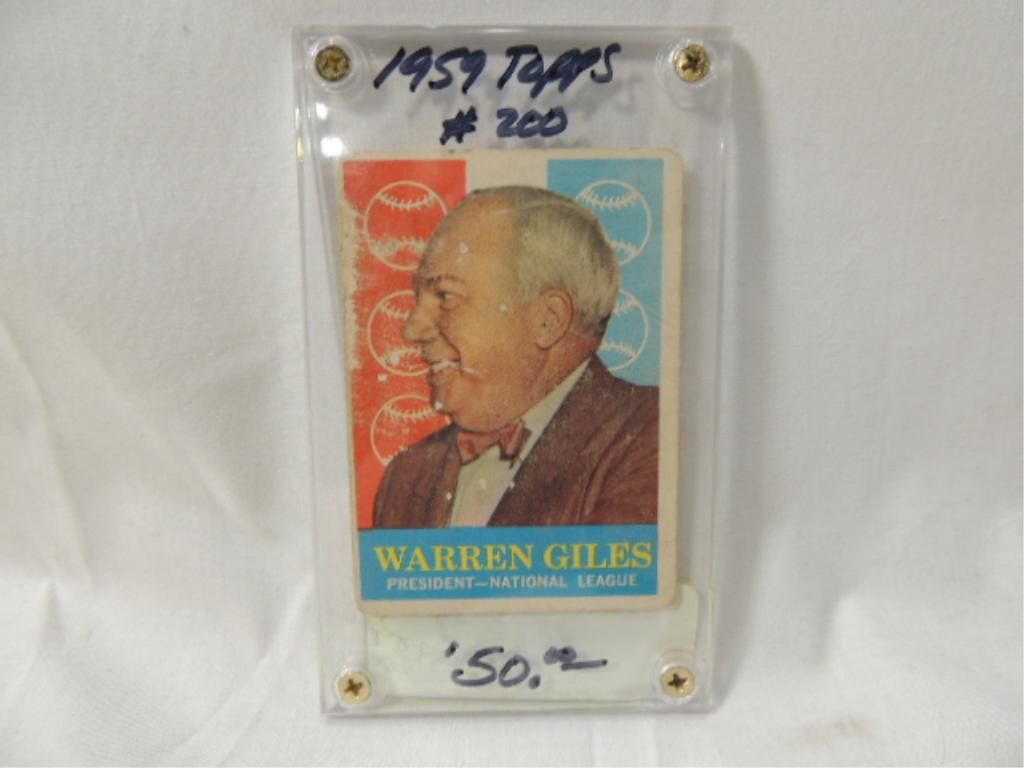 1959 Topps
# 200
WARREN GILES
PRESIDENT—NATIONAL LEAGUE
'50.00